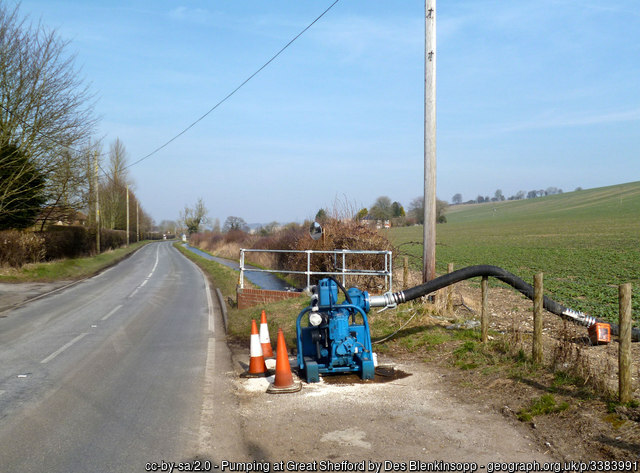 cc-by-sa/2.0 - Pumping at Great Shefford by Des Blenkinsopp - geograph.org.uk/p/3383991